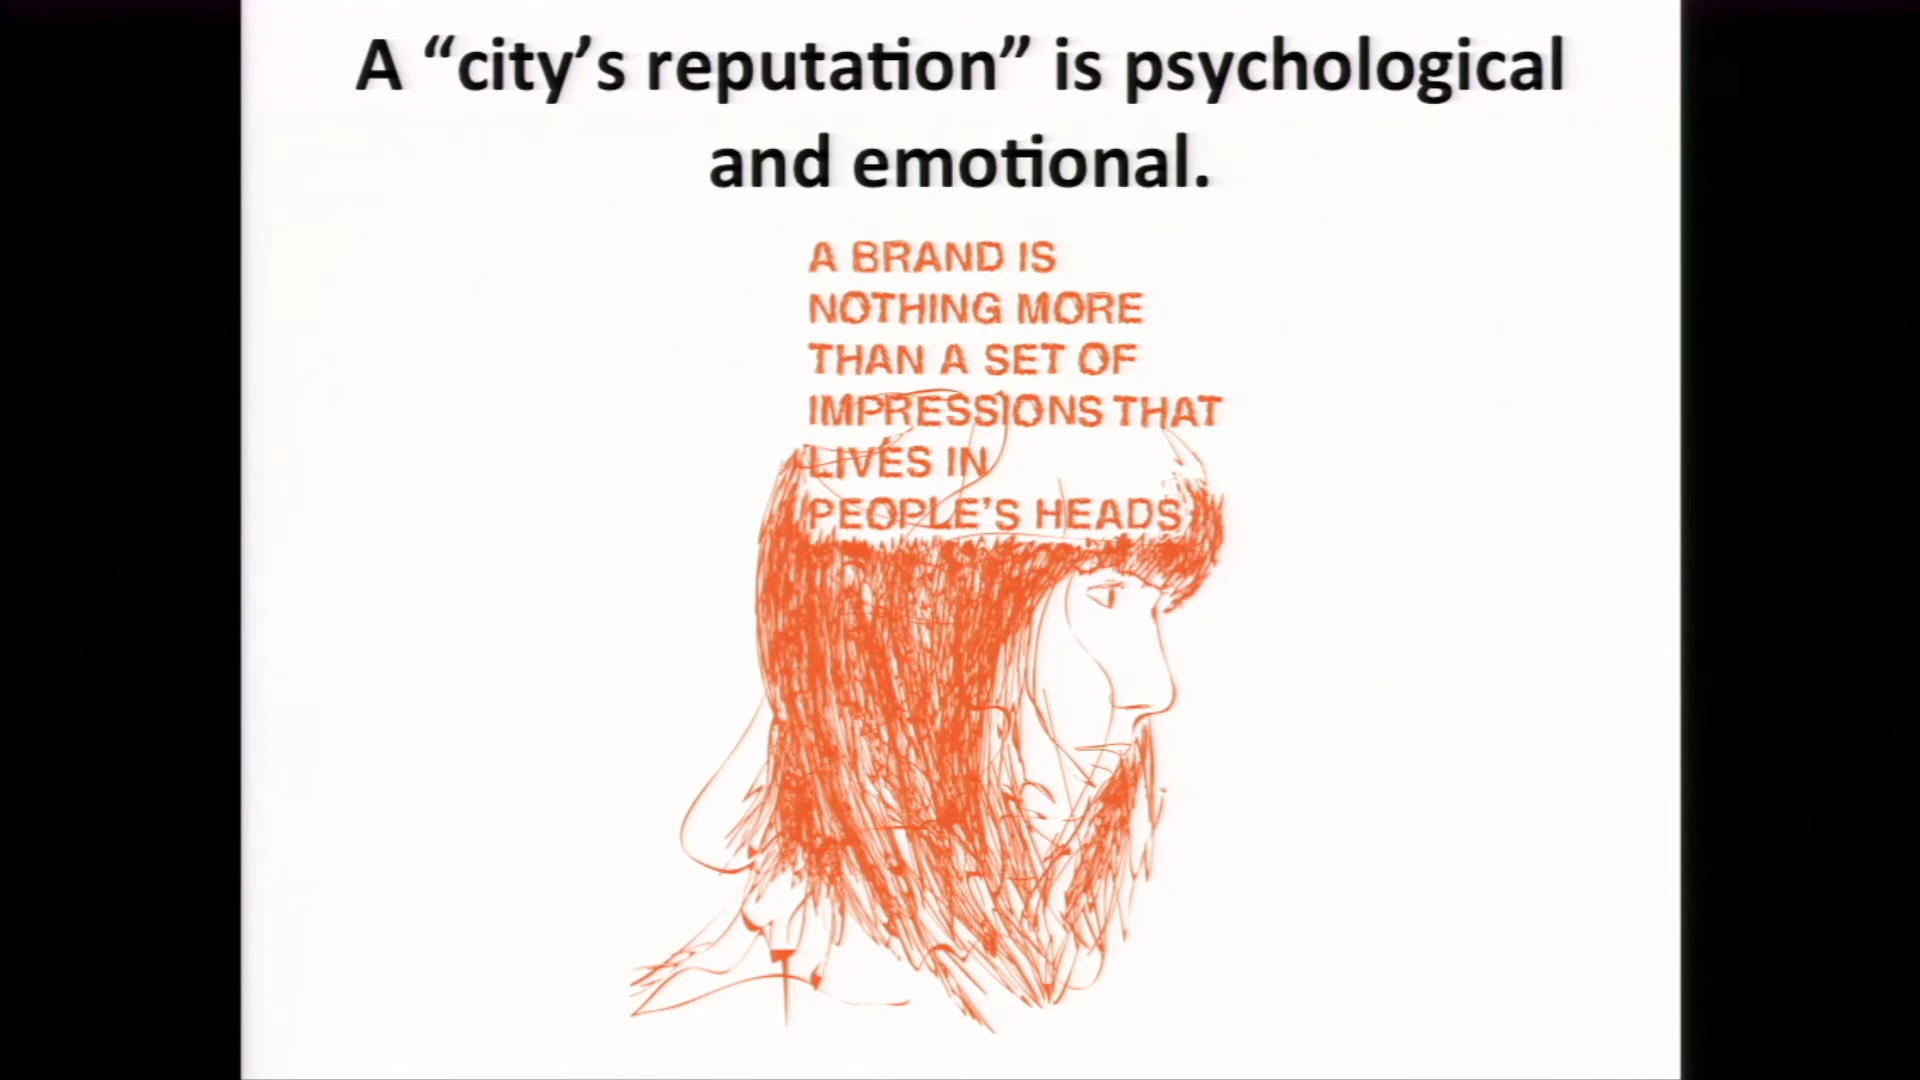 A “city’s reputation” is psychological
and emotional.
A BRAND IS
NOTHING MORE
THAN A SET OF
IMPRESSIONS THAT
LIVES IN
PEOPLE’S HEADS